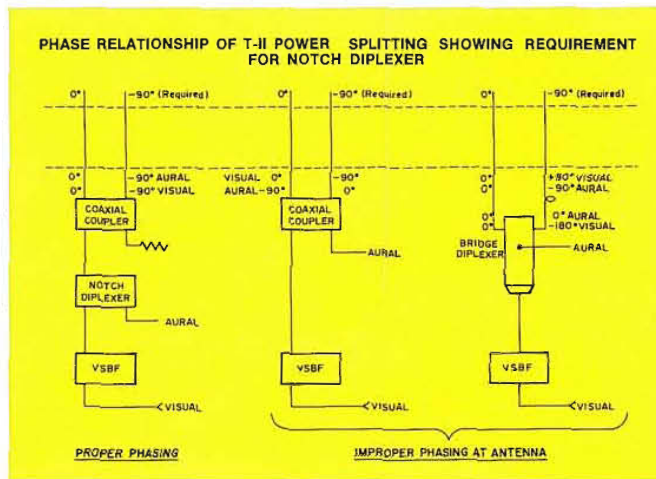 PHASE RELATIONSHIP OF T-II POWER SPLITTING SHOWING REQUIREMENT
FOR NOTCH DIPLEXER
0° -90° (Required) 0° -90° (Required) 0° -90° (Required)
0° -90° AURAL VISUAL 0° -90° 0° +90° VISUAL
0° -90° VISUAL AURAL -90° 0° 0° -90° AURAL
COAXIAL COUPLER
COAXIAL COUPLER
0° 0° AURAL
0° -180° VISUAL
BRIDGE DIPLEXER
AURAL
AURAL
NOTCH DIPLEXER
AURAL
VSBF
VSBF
VSBF
VISUAL
VISUAL
VISUAL
PROPER PHASING
IMPROPER PHASING AT ANTENNA